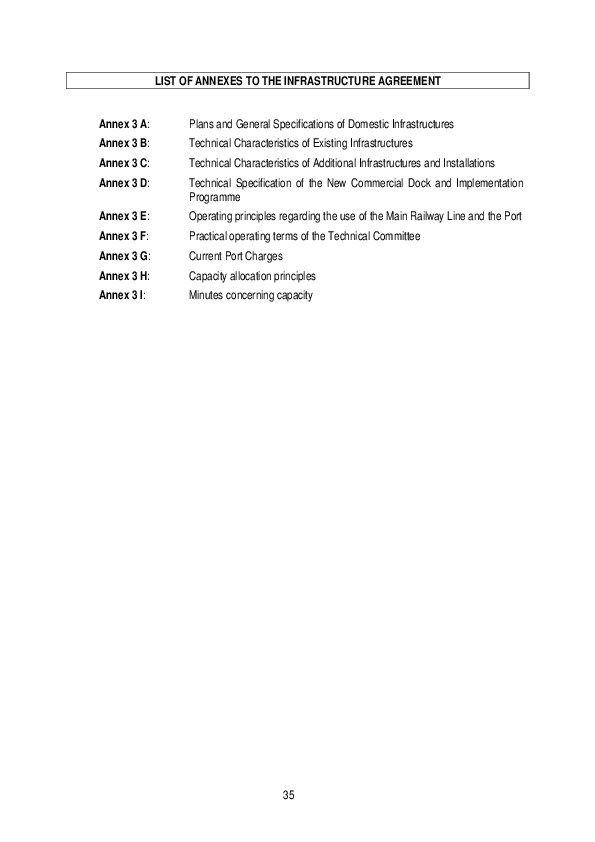 LIST OF ANNEXES TO THE INFRASTRUCTURE AGREEMENT
Annex 3 A: Plans and General Specifications of Domestic Infrastructures
Annex 3 B: Technical Characteristics of Existing Infrastructures
Annex 3 C: Technical Characteristics of Additional Infrastructures and Installations
Annex 3 D: Technical Specification of the New Commercial Dock and Implementation
Programme
Annex 3 E: Operating principles regarding the use of the Main Railway Line and the Port
Annex 3 F: Practical operating terms of the Technical Committee
Annex 3 G: Current Port Charges
Annex 3 H: Capacity allocation principles
Annex 3 I: Minutes concerning capacity
35